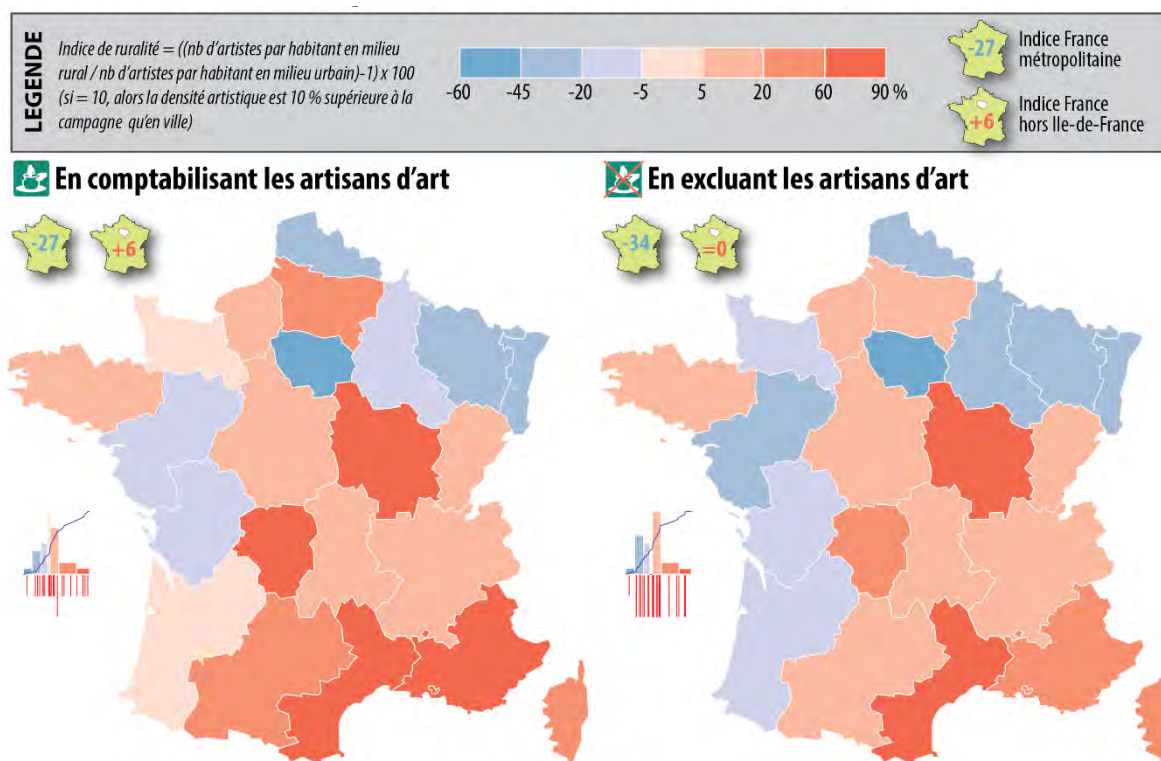 LEGENDE
Indice de ruralité = ((nb d'artistes par habitant en milieu
rural / nb d'artistes par habitant en milieu urbain)-1) x 100
(si = 10, alors la densité artistique est 10 % supérieure à la
campagne qu'en ville)
-60 -45 -20 -5 5 20 60 90 %
-27
Indice France
métropolitaine
+6
Indice France
hors Ile-de-France
En comptabilisant les artisans d'art
-27
+6
En excluant les artisans d'art
-34
=0